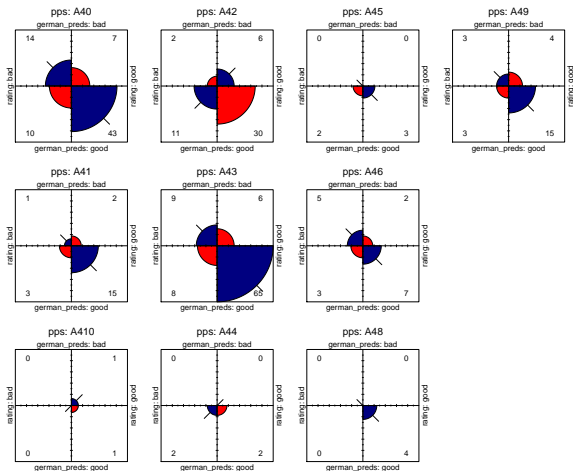 pps: A40
german_preds: bad
14 7
rating: bad
rating: good
10 43
german_preds: good
pps: A42
german_preds: bad
2 6
rating: bad
rating: good
11 30
german_preds: good
pps: A45
german_preds: bad
0 0
rating: bad
rating: good
2 3
german_preds: good
pps: A49
german_preds: bad
3 4
rating: bad
rating: good
3 15
german_preds: good
pps: A41
german_preds: bad
1 2
rating: bad
rating: good
3 15
german_preds: good
pps: A43
german_preds: bad
9 6
rating: bad
rating: good
8 65
german_preds: good
pps: A46
german_preds: bad
5 2
rating: bad
rating: good
3 7
german_preds: good
pps: A410
german_preds: bad
0 1
rating: bad
rating: good
0 1
german_preds: good
pps: A44
german_preds: bad
0 0
rating: bad
rating: good
2 2
german_preds: good
pps: A48
german_preds: bad
0 0
rating: bad
rating: good
0 4
german_preds: good